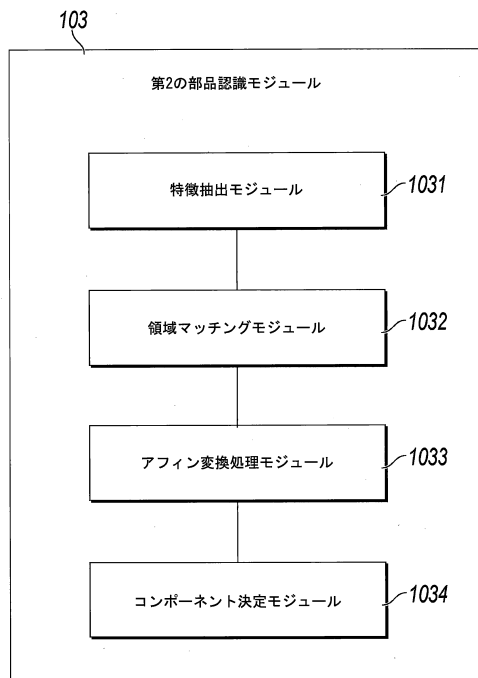 103
第2の部品認識モジュール
特徴抽出モジュール
1031
領域マッチングモジュール
1032
アフィン変換処理モジュール
1033
コンポーネント決定モジュール
1034